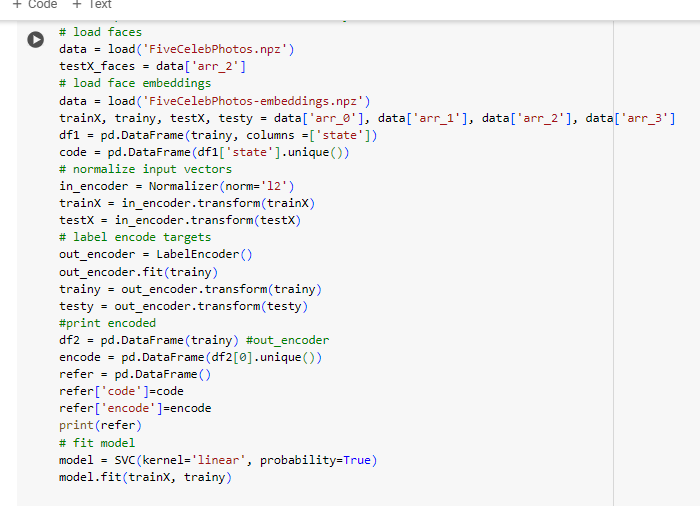 + Code + Text
# load faces
data = load('FiveCelebPhotos.npz')
testX_faces = data['arr_2']
# load face embeddings
data = load('FiveCelebPhotos-embeddings.npz')
trainX, trainy, testX, testy = data['arr_0'], data['arr_1'], data['arr_2'], data['arr_3']
df1 = pd.DataFrame(trainy, columns =['state'])
code = pd.DataFrame(df1['state'].unique())
# normalize input vectors
in_encoder = Normalizer(norm='l2')
trainX = in_encoder.transform(trainX)
testX = in_encoder.transform(testX)
# label encode targets
out_encoder = LabelEncoder()
out_encoder.fit(trainy)
trainy = out_encoder.transform(trainy)
testy = out_encoder.transform(testy)
#print encoded
df2 = pd.DataFrame(trainy) #out_encoder
encode = pd.DataFrame(df2[0].unique())
refer = pd.DataFrame()
refer['code']=code
refer['encode']=encode
print(refer)
# fit model
model = SVC(kernel='linear', probability=True)
model.fit(trainX, trainy)